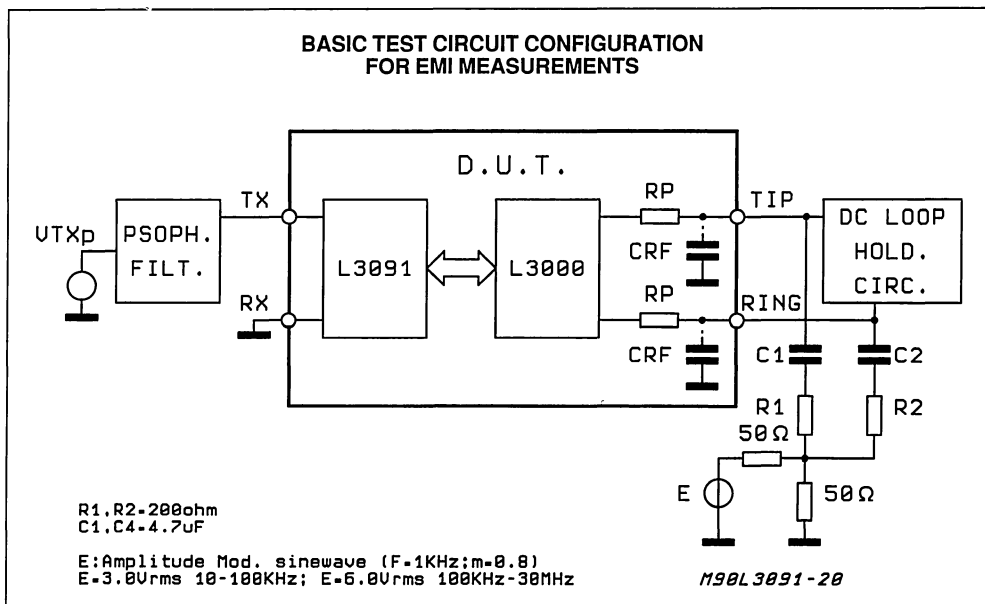 BASIC TEST CIRCUIT CONFIGURATION
FOR EMI MEASUREMENTS
D.U.T.
VTXp
PSOPH.
FILT.
TX
RX
L3091
L3000
RP
CRF
RP
CRF
TIP
RING
DC LOOP
HOLD.
CIRC.
C1
C2
R1
R2
50Ω
E
50Ω
R1,R2=200ohm
C1,C4=4.7uF
E:Amplitude Mod. sinewave (F=1KHz;m=0.8)
E=3.0Vrms 10-100KHz; E=6.0Vrms 100KHz-30MHz
M90L3091-20